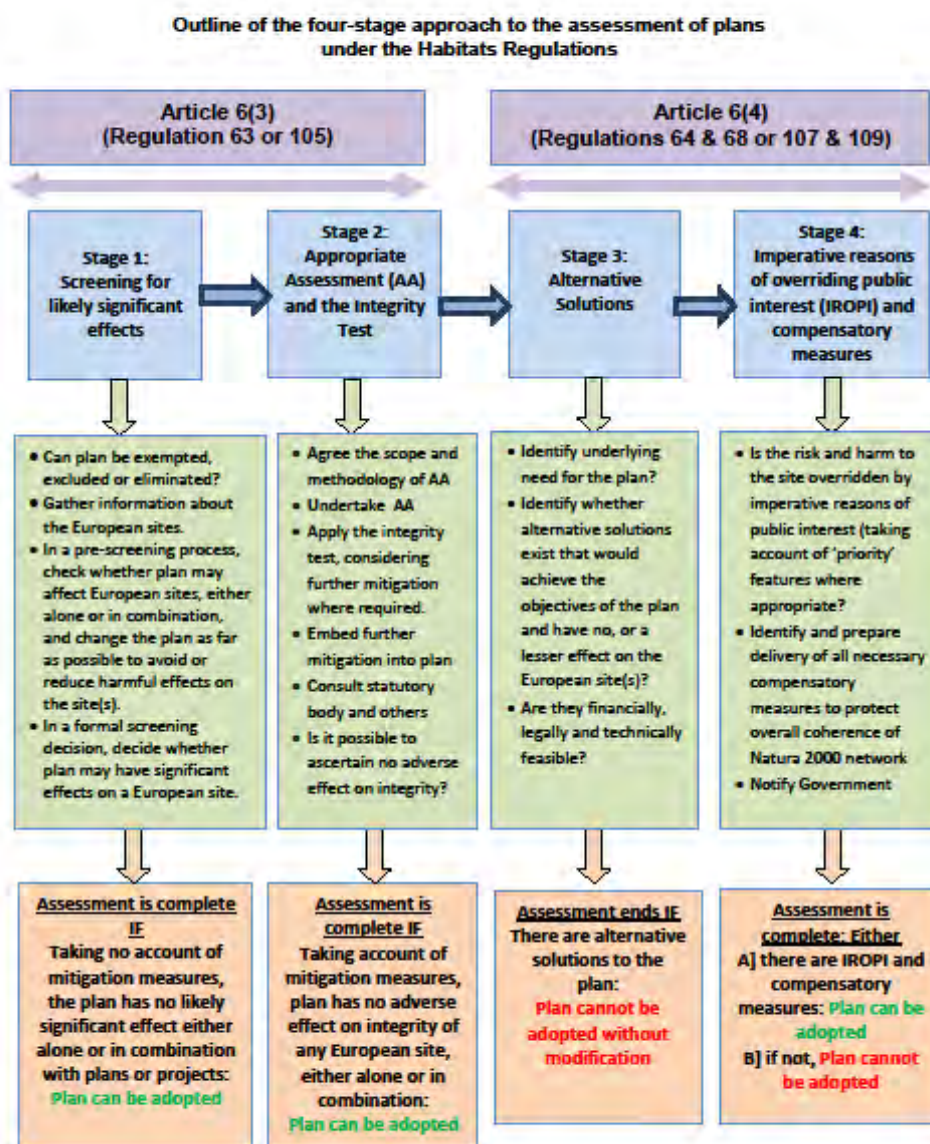 Outline of the four-stage approach to the assessment of plans
under the Habitats Regulations
Article 6(3)
(Regulation 63 or 105)
Article 6(4)
(Regulations 64 & 68 or 107 & 109)
Stage 1:
Screening for
likely significant
effects
Stage 2:
Appropriate
Assessment (AA)
and the Integrity
Test
Stage 3:
Alternative
Solutions
Stage 4:
Imperative reasons
of overriding public
interest (IROPI) and
compensatory
measures
• Can plan be exempted,
excluded or eliminated?
• Gather information about
the European sites.
• In a pre-screening process,
check whether plan may
affect European sites, either
alone or in combination,
and change the plan as far
as possible to avoid or
reduce harmful effects on
the site(s).
• In a formal screening
decision, decide whether
plan may have significant
effects on a European site.
• Agree the scope and
methodology of AA
• Undertake AA
• Apply the integrity
test, considering
further mitigation
where required.
• Embed further
mitigation into plan
• Consult statutory
body and others
• Is it possible to
ascertain no adverse
effect on integrity?
• Identify underlying
need for the plan?
• Identify whether
alternative solutions
exist that would
achieve the
objectives of the plan
and have no, or a
lesser effect on the
European site(s)?
• Are they financially,
legally and technically
feasible?
• Is the risk and harm to
the site overridden by
imperative reasons of
public interest (taking
account of ‘priority’
features where
appropriate?
• Identify and prepare
delivery of all necessary
compensatory
measures to protect
overall coherence of
Natura 2000 network
• Notify Government
Assessment is complete
IF
Taking no account of
mitigation measures,
the plan has no likely
significant effect either
alone or in combination
with plans or projects:
Plan can be adopted
Assessment is
complete IF
Taking account of
mitigation measures,
plan has no adverse
effect on integrity of
any European site,
either alone or in
combination:
Plan can be adopted
Assessment ends IF
There are alternative
solutions to the
plan:
Plan cannot be
adopted without
modification
Assessment is
complete: Either
A] there are IROPI and
compensatory
measures: Plan can be
adopted
B] if not, Plan cannot
be adopted